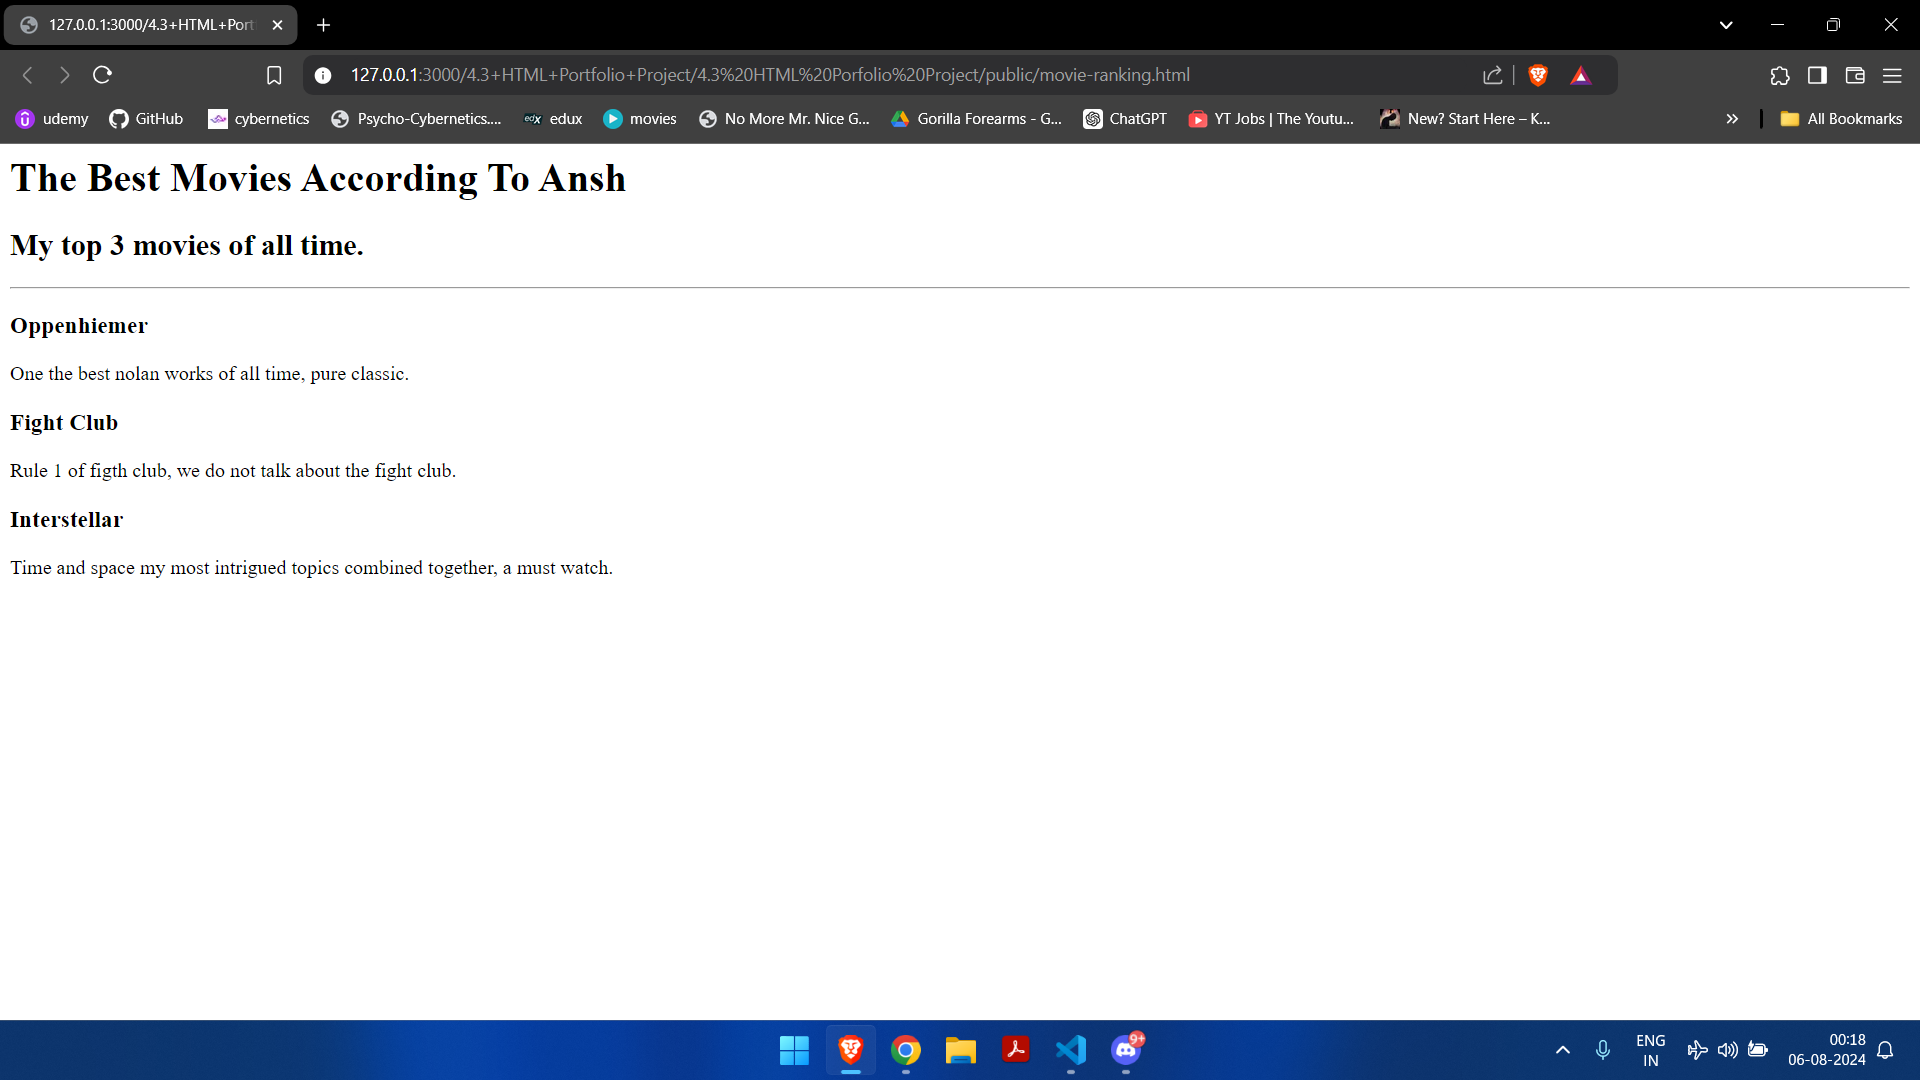 127.0.0.1:3000/4.3+HTML+Port
127.0.0.1:3000/4.3+HTML+Portfolio+Project/4.3%20HTML%20Porfolio%20Project/public/movie-ranking.html
udemy GitHub cybernetics Psycho-Cybernetics.... edX edux movies No More Mr. Nice G... Gorilla Forearms - G... ChatGPT YT Jobs | The Youtu... New? Start Here – K... » All Bookmarks
The Best Movies According To Ansh
My top 3 movies of all time.
Oppenhiemer
One the best nolan works of all time, pure classic.
Fight Club
Rule 1 of figth club, we do not talk about the fight club.
Interstellar
Time and space my most intrigued topics combined together, a must watch.
9+
ENG 00:18
IN 06-08-2024